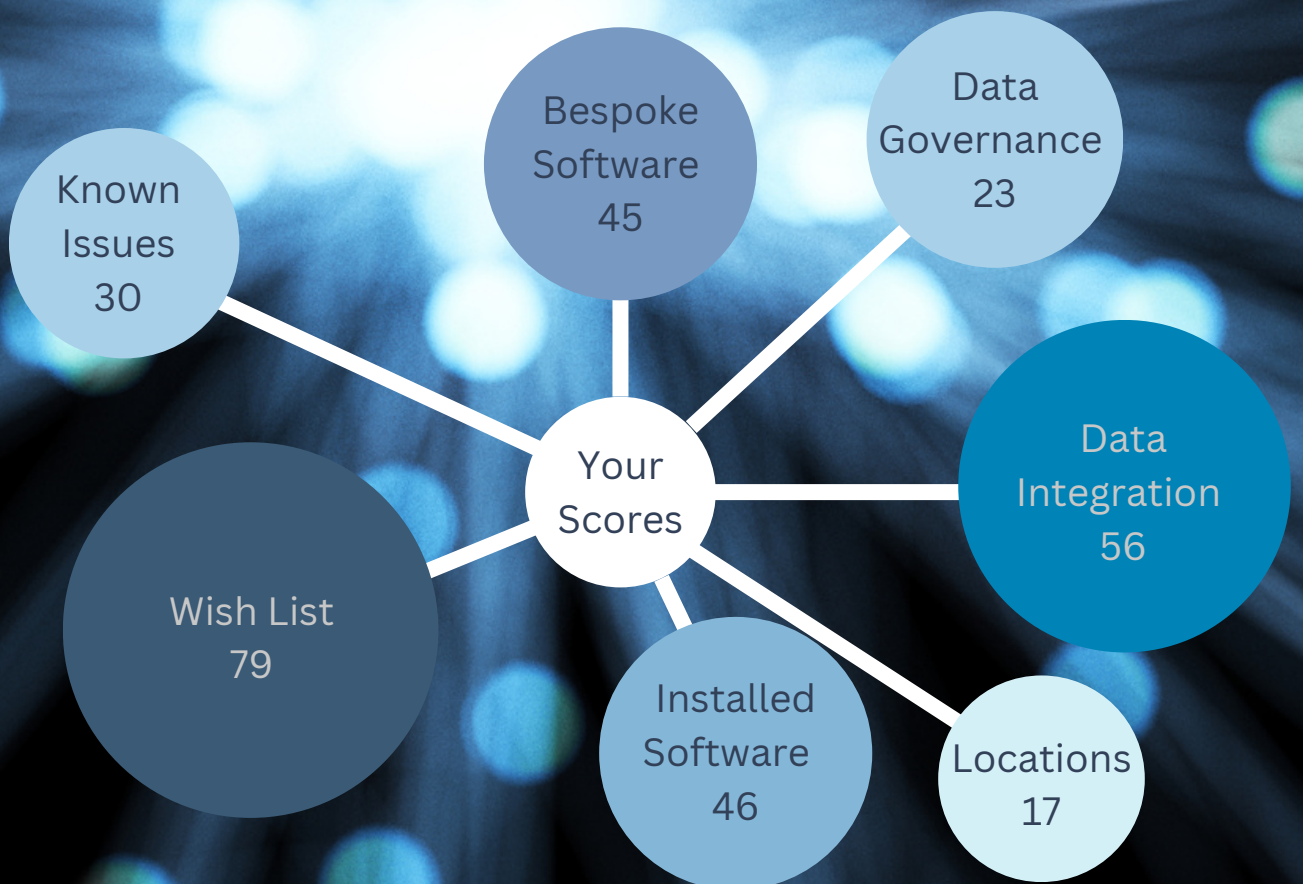 Known
Issues
30
Bespoke
Software
45
Data
Governance
23
Your
Scores
Data
Integration
56
Wish List
79
Installed
Software
46
Locations
17